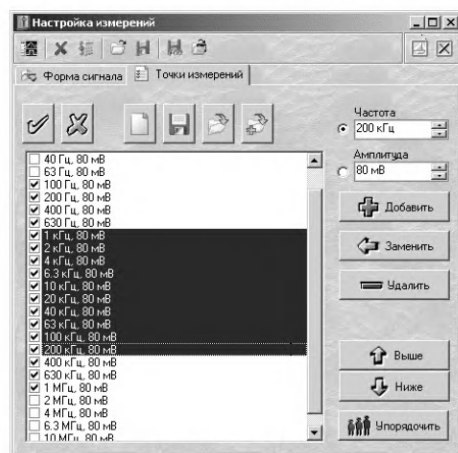 Настройка измерений
Форма сигнала
Точки измерений
Частота
200 кГц
Амплитуда
80 мВ
Добавить
Заменить
Удалить
Выше
Ниже
Упорядочить
40 Гц, 80 мВ
63 Гц, 80 мВ
100 Гц, 80 мВ
200 Гц, 80 мВ
400 Гц, 80 мВ
630 Гц, 80 мВ
1 кГц, 80 мВ
2 кГц, 80 мВ
4 кГц, 80 мВ
6.3 кГц, 80 мВ
10 кГц, 80 мВ
20 кГц, 80 мВ
40 кГц, 80 мВ
63 кГц, 80 мВ
100 кГц, 80 мВ
200 кГц, 80 мВ
400 кГц, 80 мВ
630 кГц, 80 мВ
1 МГц, 80 мВ
2 МГц, 80 мВ
4 МГц, 80 мВ
6.3 МГц, 80 мВ
10 МГц, 80 мВ